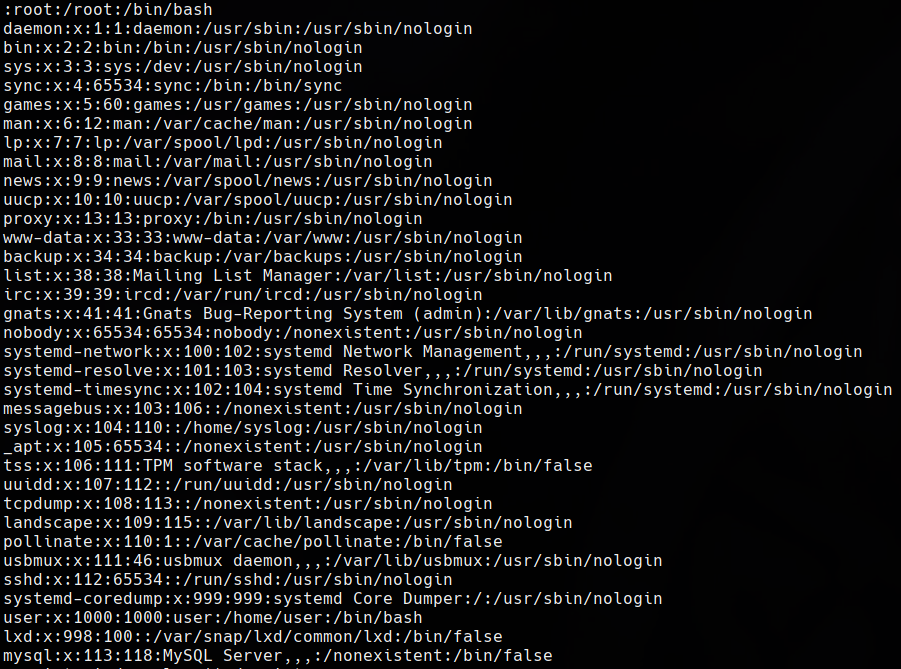 :root:/root:/bin/bash
daemon:x:1:1:daemon:/usr/sbin:/usr/sbin/nologin
bin:x:2:2:bin:/bin:/usr/sbin/nologin
sys:x:3:3:sys:/dev:/usr/sbin/nologin
sync:x:4:65534:sync:/bin:/bin/sync
games:x:5:60:games:/usr/games:/usr/sbin/nologin
man:x:6:12:man:/var/cache/man:/usr/sbin/nologin
lp:x:7:7:lp:/var/spool/lpd:/usr/sbin/nologin
mail:x:8:8:mail:/var/mail:/usr/sbin/nologin
news:x:9:9:news:/var/spool/news:/usr/sbin/nologin
uucp:x:10:10:uucp:/var/spool/uucp:/usr/sbin/nologin
proxy:x:13:13:proxy:/bin:/usr/sbin/nologin
www-data:x:33:33:www-data:/var/www:/usr/sbin/nologin
backup:x:34:34:backup:/var/backups:/usr/sbin/nologin
list:x:38:38:Mailing List Manager:/var/list:/usr/sbin/nologin
irc:x:39:39:ircd:/var/run/ircd:/usr/sbin/nologin
gnats:x:41:41:Gnats Bug-Reporting System (admin):/var/lib/gnats:/usr/sbin/nologin
nobody:x:65534:65534:nobody:/nonexistent:/usr/sbin/nologin
systemd-network:x:100:102:systemd Network Management,,,:/run/systemd:/usr/sbin/nologin
systemd-resolve:x:101:103:systemd Resolver,,,:/run/systemd:/usr/sbin/nologin
systemd-timesync:x:102:104:systemd Time Synchronization,,,:/run/systemd:/usr/sbin/nologin
messagebus:x:103:106::/nonexistent:/usr/sbin/nologin
syslog:x:104:110::/home/syslog:/usr/sbin/nologin
_apt:x:105:65534::/nonexistent:/usr/sbin/nologin
tss:x:106:111:TPM software stack,,,:/var/lib/tpm:/bin/false
uuidd:x:107:112::/run/uuidd:/usr/sbin/nologin
tcpdump:x:108:113::/nonexistent:/usr/sbin/nologin
landscape:x:109:115::/var/lib/landscape:/usr/sbin/nologin
pollinate:x:110:1::/var/cache/pollinate:/bin/false
usbmux:x:111:46:usbmux daemon,,,:/var/lib/usbmux:/usr/sbin/nologin
sshd:x:112:65534::/run/sshd:/usr/sbin/nologin
systemd-coredump:x:999:999:systemd Core Dumper:/:/usr/sbin/nologin
user:x:1000:1000:user:/home/user:/bin/bash
lxd:x:998:100::/var/snap/lxd/common/lxd:/bin/false
mysql:x:113:118:MySQL Server,,,:/nonexistent:/bin/false